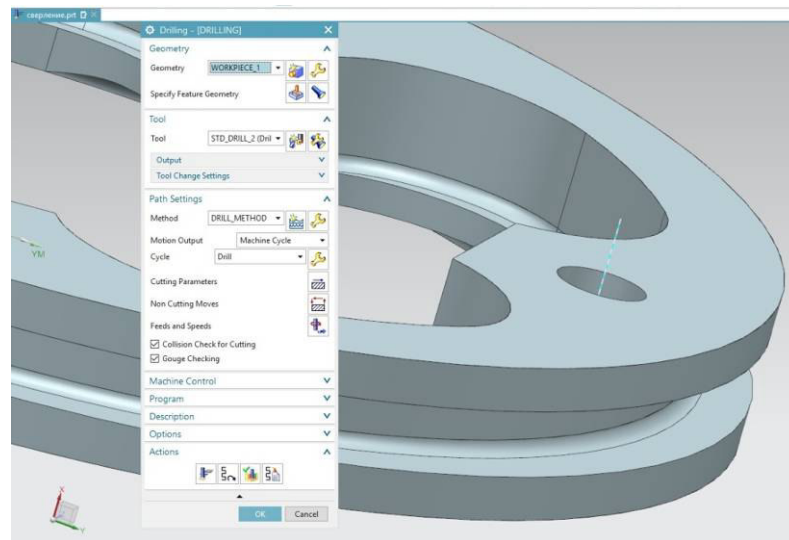 сверление.prt
Drilling - [DRILLING]
Geometry
Geometry WORKPIECE_1
Specify Feature Geometry
Tool
Tool STD_DRILL_2 (Dril
Output
Tool Change Settings
Path Settings
Method DRILL_METHOD
Motion Output Machine Cycle
Cycle Drill
Cutting Parameters
Non Cutting Moves
Feeds and Speeds
Collision Check for Cutting
Gouge Checking
Machine Control
Program
Description
Options
Actions
OK Cancel
YM
X
Y